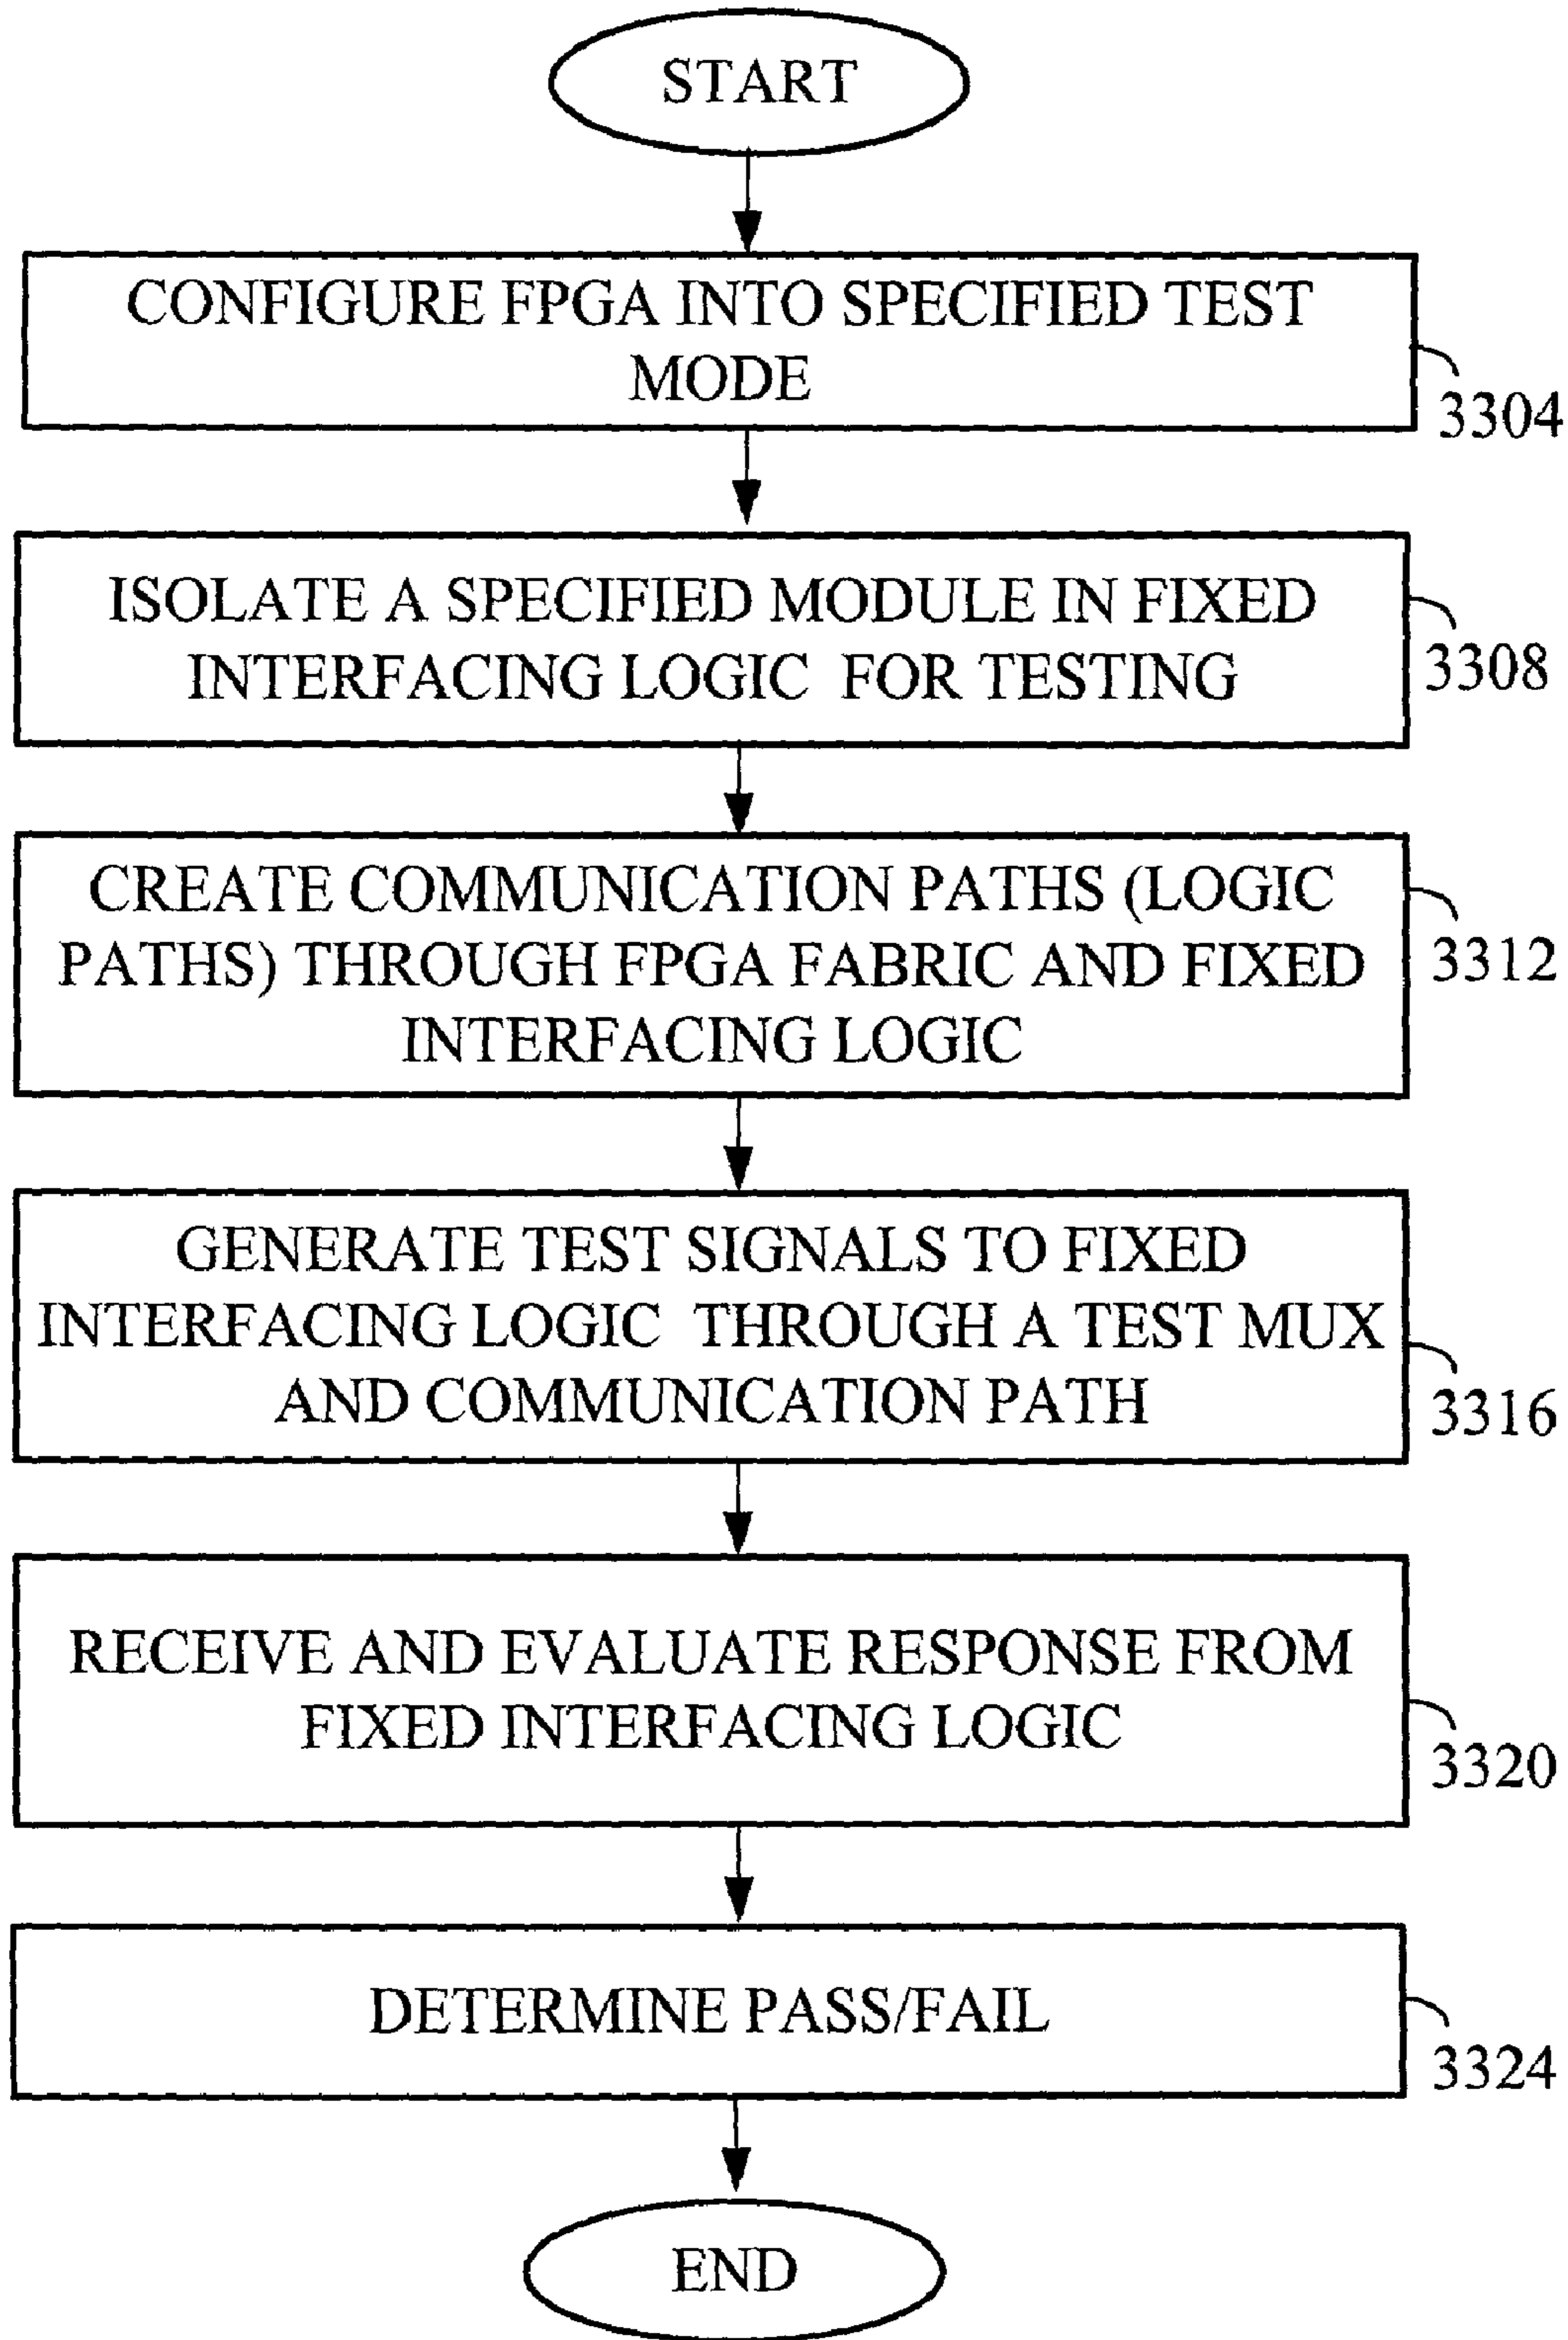 START
CONFIGURE FPGA INTO SPECIFIED TEST
MODE
3304
ISOLATE A SPECIFIED MODULE IN FIXED
INTERFACING LOGIC FOR TESTING
3308
CREATE COMMUNICATION PATHS (LOGIC
PATHS) THROUGH FPGA FABRIC AND FIXED
INTERFACING LOGIC
3312
GENERATE TEST SIGNALS TO FIXED
INTERFACING LOGIC THROUGH A TEST MUX
AND COMMUNICATION PATH
3316
RECEIVE AND EVALUATE RESPONSE FROM
FIXED INTERFACING LOGIC
3320
DETERMINE PASS/FAIL
3324
END